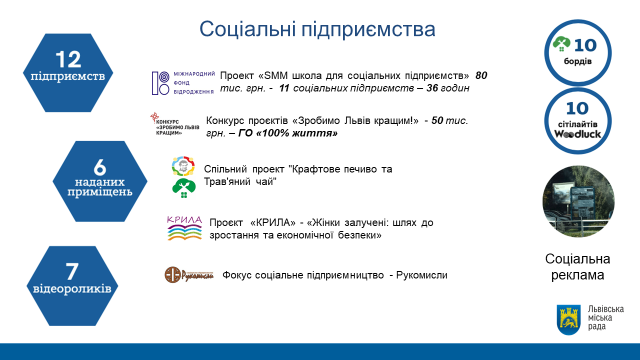 Соціальні підприємства
12
підприємств
6
наданих
приміщень
7
відеороликів
МІЖНАРОДНИЙ
ФОНД
ВІДРОДЖЕННЯ
Проект «SMM школа для соціальних підприємств» 80
тис. грн. - 11 соціальних підприємств – 36 годин
КОНКУРС
«ЗРОБИМО ЛЬВІВ
КРАЩИМ»
Конкурс проєктів «Зробимо Львів кращим!» - 50 тис.
грн. – ГО «100% життя»
Спільний проект "Крафтове печиво та
Трав'яний чай"
КРИЛА
Проєкт «КРИЛА» - «Жінки залучені: шлях до
зростання та економічної безпеки»
Рукомисли
Фокус соціальне підприємництво - Рукомисли
10
бордів
10
сітілайтів
Woodluck
Соціальна
реклама
Львівська
міська
рада